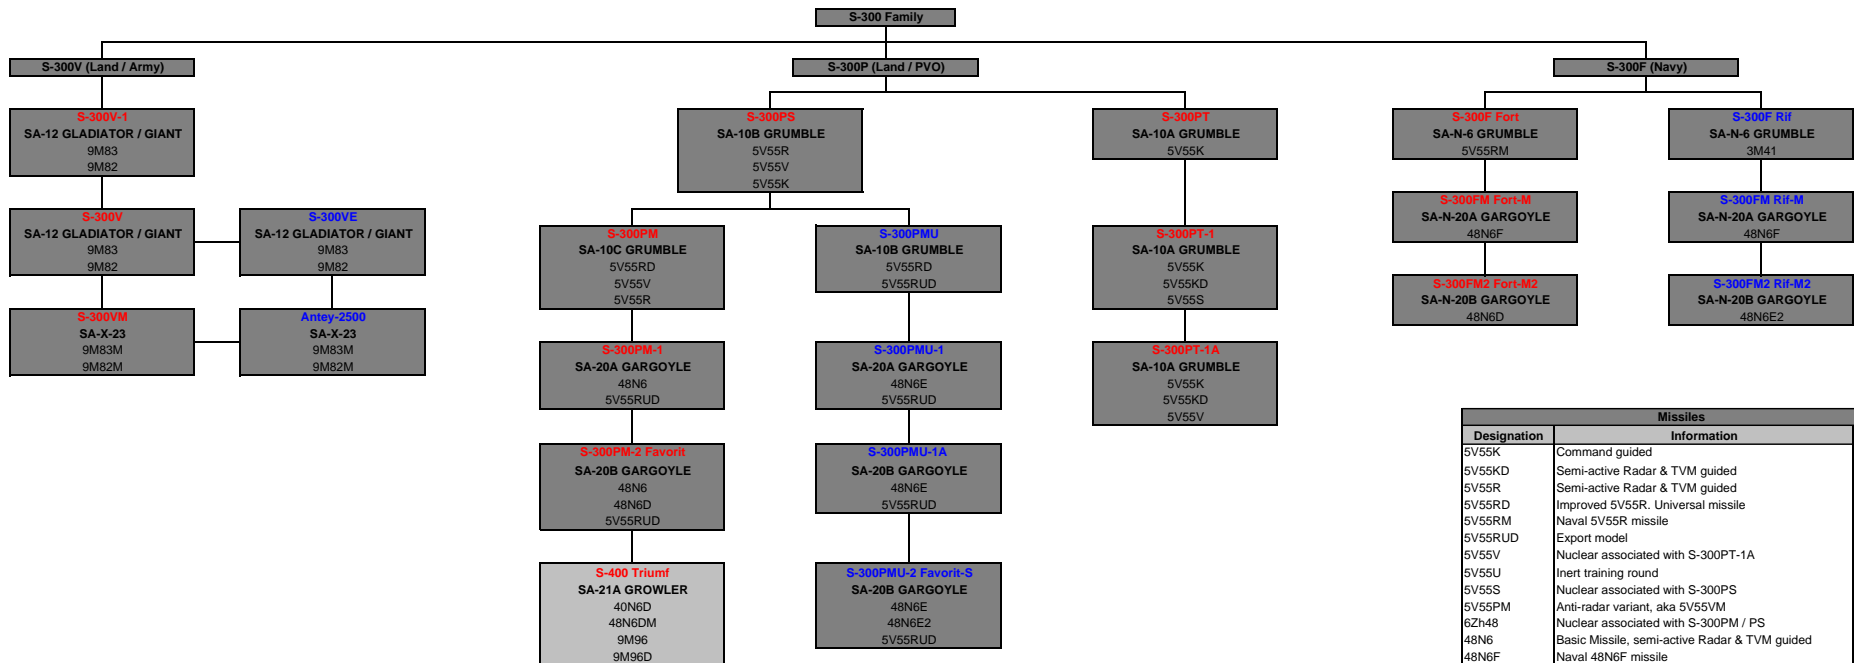 S-300 Family
S-300V (Land / Army)
S-300P (Land / PVO)
S-300F (Navy)
S-300V-1
SA-12 GLADIATOR / GIANT
9M83
9M82
S-300V
SA-12 GLADIATOR / GIANT
9M83
9M82
S-300VE
SA-12 GLADIATOR / GIANT
9M83
9M82
S-300VM
SA-X-23
9M83M
9M82M
Antey-2500
SA-X-23
9M83M
9M82M
S-300PS
SA-10B GRUMBLE
5V55R
5V55V
5V55K
S-300PM
SA-10C GRUMBLE
5V55RD
5V55V
5V55R
S-300PMU
SA-10B GRUMBLE
5V55RD
5V55RUD
S-300PM-1
SA-20A GARGOYLE
48N6
5V55RUD
S-300PMU-1
SA-20A GARGOYLE
48N6E
5V55RUD
S-300PM-2 Favorit
SA-20B GARGOYLE
48N6
48N6D
5V55RUD
S-300PMU-1A
SA-20B GARGOYLE
48N6E
5V55RUD
S-400 Triumf
SA-21A GROWLER
40N6D
48N6DM
9M96
9M96D
S-300PMU-2 Favorit-S
SA-20B GARGOYLE
48N6E
48N6E2
5V55RUD
S-300PT
SA-10A GRUMBLE
5V55K
S-300PT-1
SA-10A GRUMBLE
5V55K
5V55KD
5V55S
S-300PT-1A
SA-10A GRUMBLE
5V55K
5V55KD
5V55V
S-300F Fort
SA-N-6 GRUMBLE
5V55RM
S-300FM Fort-M
SA-N-20A GARGOYLE
48N6F
S-300FM2 Fort-M2
SA-N-20B GARGOYLE
48N6D
S-300F Rif
SA-N-6 GRUMBLE
3M41
S-300FM Rif-M
SA-N-20A GARGOYLE
48N6F
S-300FM2 Rif-M2
SA-N-20B GARGOYLE
48N6E2
Missiles
Designation Information
5V55K Command guided
5V55KD Semi-active Radar & TVM guided
5V55R Semi-active Radar & TVM guided
5V55RD Improved 5V55R. Universal missile
5V55RM Naval 5V55R missile
5V55RUD Export model
5V55V Nuclear associated with S-300PT-1A
5V55U Inert training round
5V55S Nuclear associated with S-300PS
5V55PM Anti-radar variant, aka 5V55VM
6Zh48 Nuclear associated with S-300PM / PS
48N6 Basic Missile, semi-active Radar & TVM guided
48N6F Naval 48N6F missile